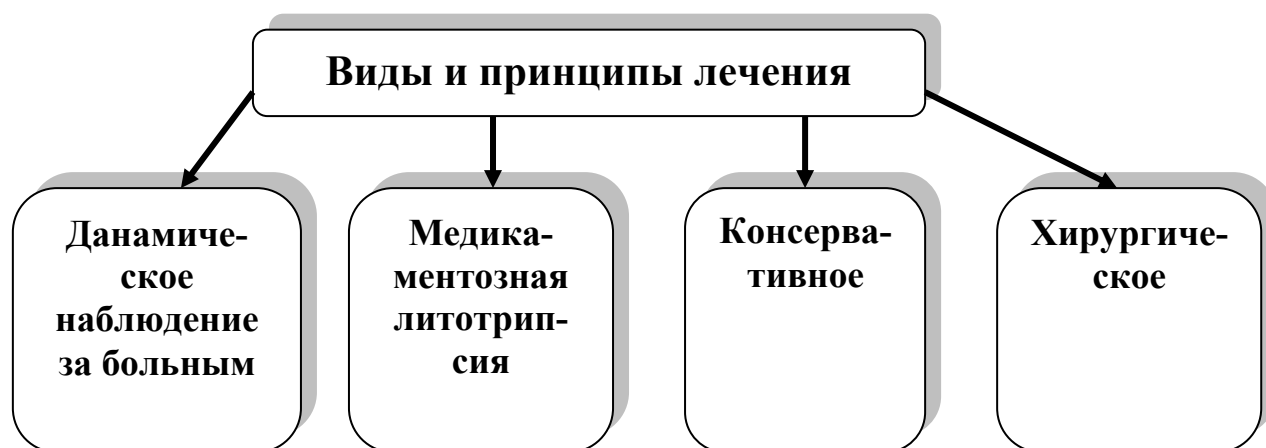 Виды и принципы лечения
Данамиче-
ское
наблюдение
за больным
Медика-
ментозная
литотрип-
сия
Консерва-
тивное
Хирургиче-
ское